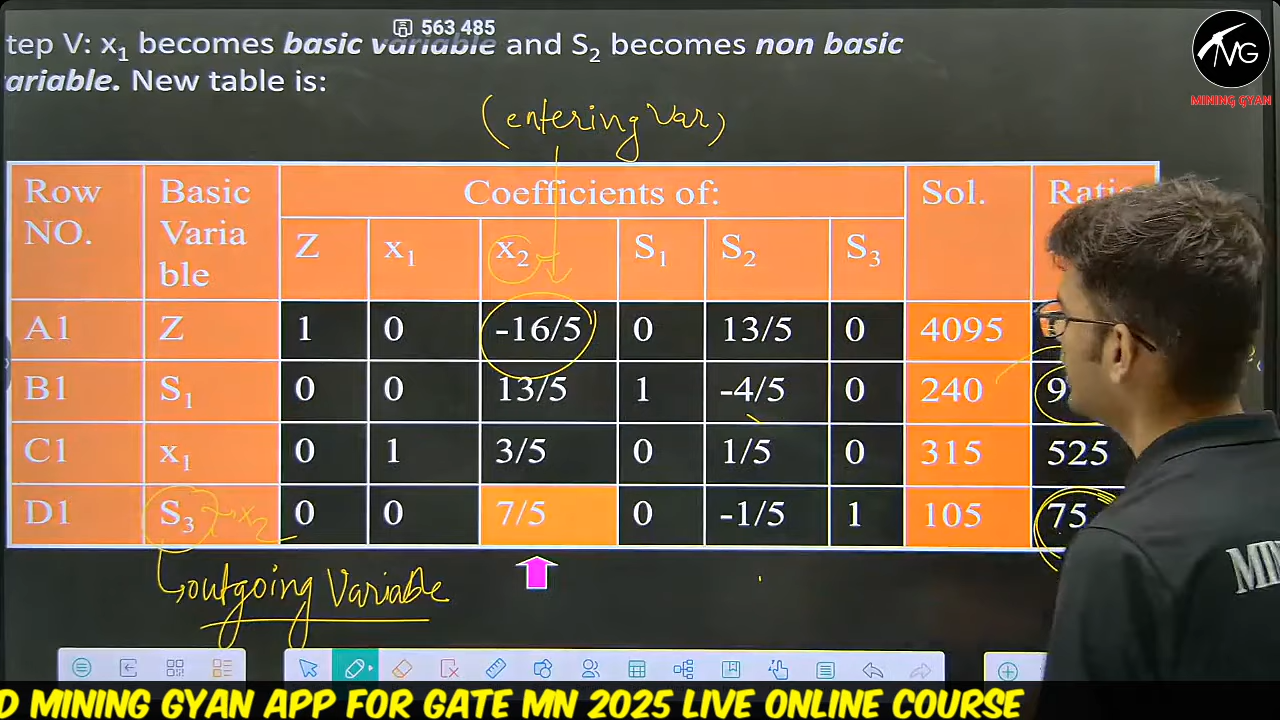 563 485
tep V: x₁ becomes basic variable and S₂ becomes non basic
ariable. New table is:
MVG
MINING GYAN
(entering Var)
Row NO. Basic Varia ble Coefficients of: Sol.
Z x₁ x₂ S₁ S₂ S₃
A1 Z 1 0 -16/5 0 13/5 0 4095
B1 S₁ 0 0 13/5 1 -4/5 0 240 9
C1 x₁ 0 1 3/5 0 1/5 0 315 525
D1 S₃ x₂ 0 0 7/5 0 -1/5 1 105 75
outgoing Variable
D MINING GYAN APP FOR GATE MN 2025 LIVE ONLINE COURSE